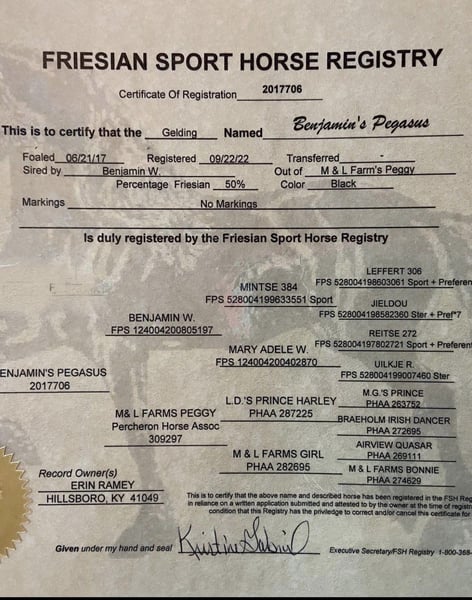 FRIESIAN SPORT HORSE REGISTRY
Certificate Of Registration 2017706
This is to certify that the Gelding Named Benjamin's Pegasus
Foaled 06/21/17 Registered 09/22/22 Transferred -
Sired by Benjamin W. Out of M & L Farm's Peggy
Percentage Friesian 50% Color Black
Markings No Markings
Is duly registered by the Friesian Sport Horse Registry
LEFFERT 306
FPS 528004198603061 Sport + Preferen
MINTSE 384
FPS 528004199633551 Sport
JIELDOU
FPS 528004198582360 Ster + Pref*7
BENJAMIN W.
FPS 124004200805197
REITSE 272
FPS 528004197802721 Sport + Preferen
MARY ADELE W.
FPS 124004200402870
UILKJE R.
FPS 528004199007460 Ster
ENJAMIN'S PEGASUS
2017706
M.G.'S PRINCE
PHAA 263752
L.D.'S PRINCE HARLEY
PHAA 287225
BRAEHOLM IRISH DANCER
PHAA 272695
M& L FARMS PEGGY
Percheron Horse Assoc
309297
AIRVIEW QUASAR
PHAA 269111
M & L FARMS GIRL
PHAA 282695
M & L FARMS BONNIE
PHAA 274629
Record Owner(s)
ERIN RAMEY
HILLSBORO, KY 41049
This is to certify that the above name and described horse has been registered in the FSH Reg
in reliance on a written application submitted and attested to by the owner at the time of registr
condition that this Registry has the priviledge to correct and/or cancel this certificate for
Given under my hand and seal Kristine Gabriel
Executive Secretary/FSH Registry 1-800-368-